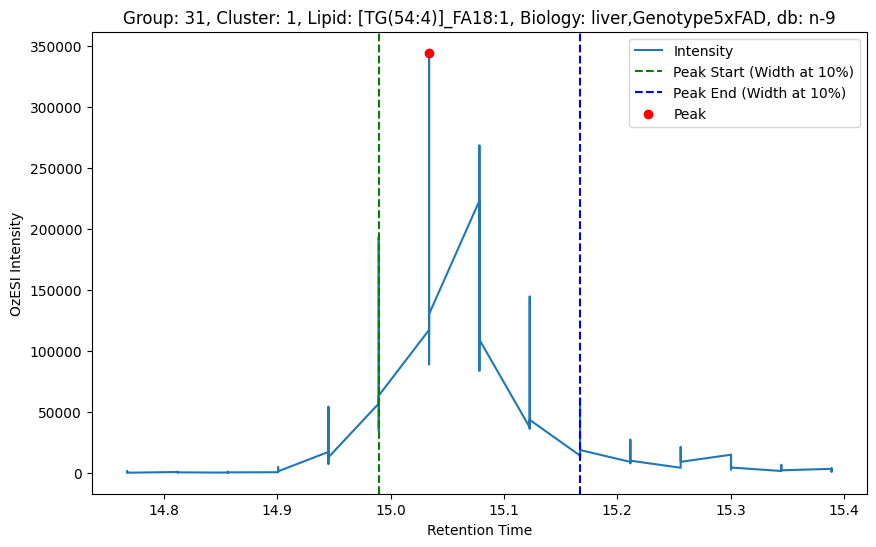 Group: 31, Cluster: 1, Lipid: [TG(54:4)]_FA18:1, Biology: liver,Genotype5xFAD, db: n-9
Intensity
Peak Start (Width at 10%)
Peak End (Width at 10%)
Peak
OzESI Intensity
350000
300000
250000
200000
150000
100000
50000
0
14.8 14.9 15.0 15.1 15.2 15.3 15.4
Retention Time